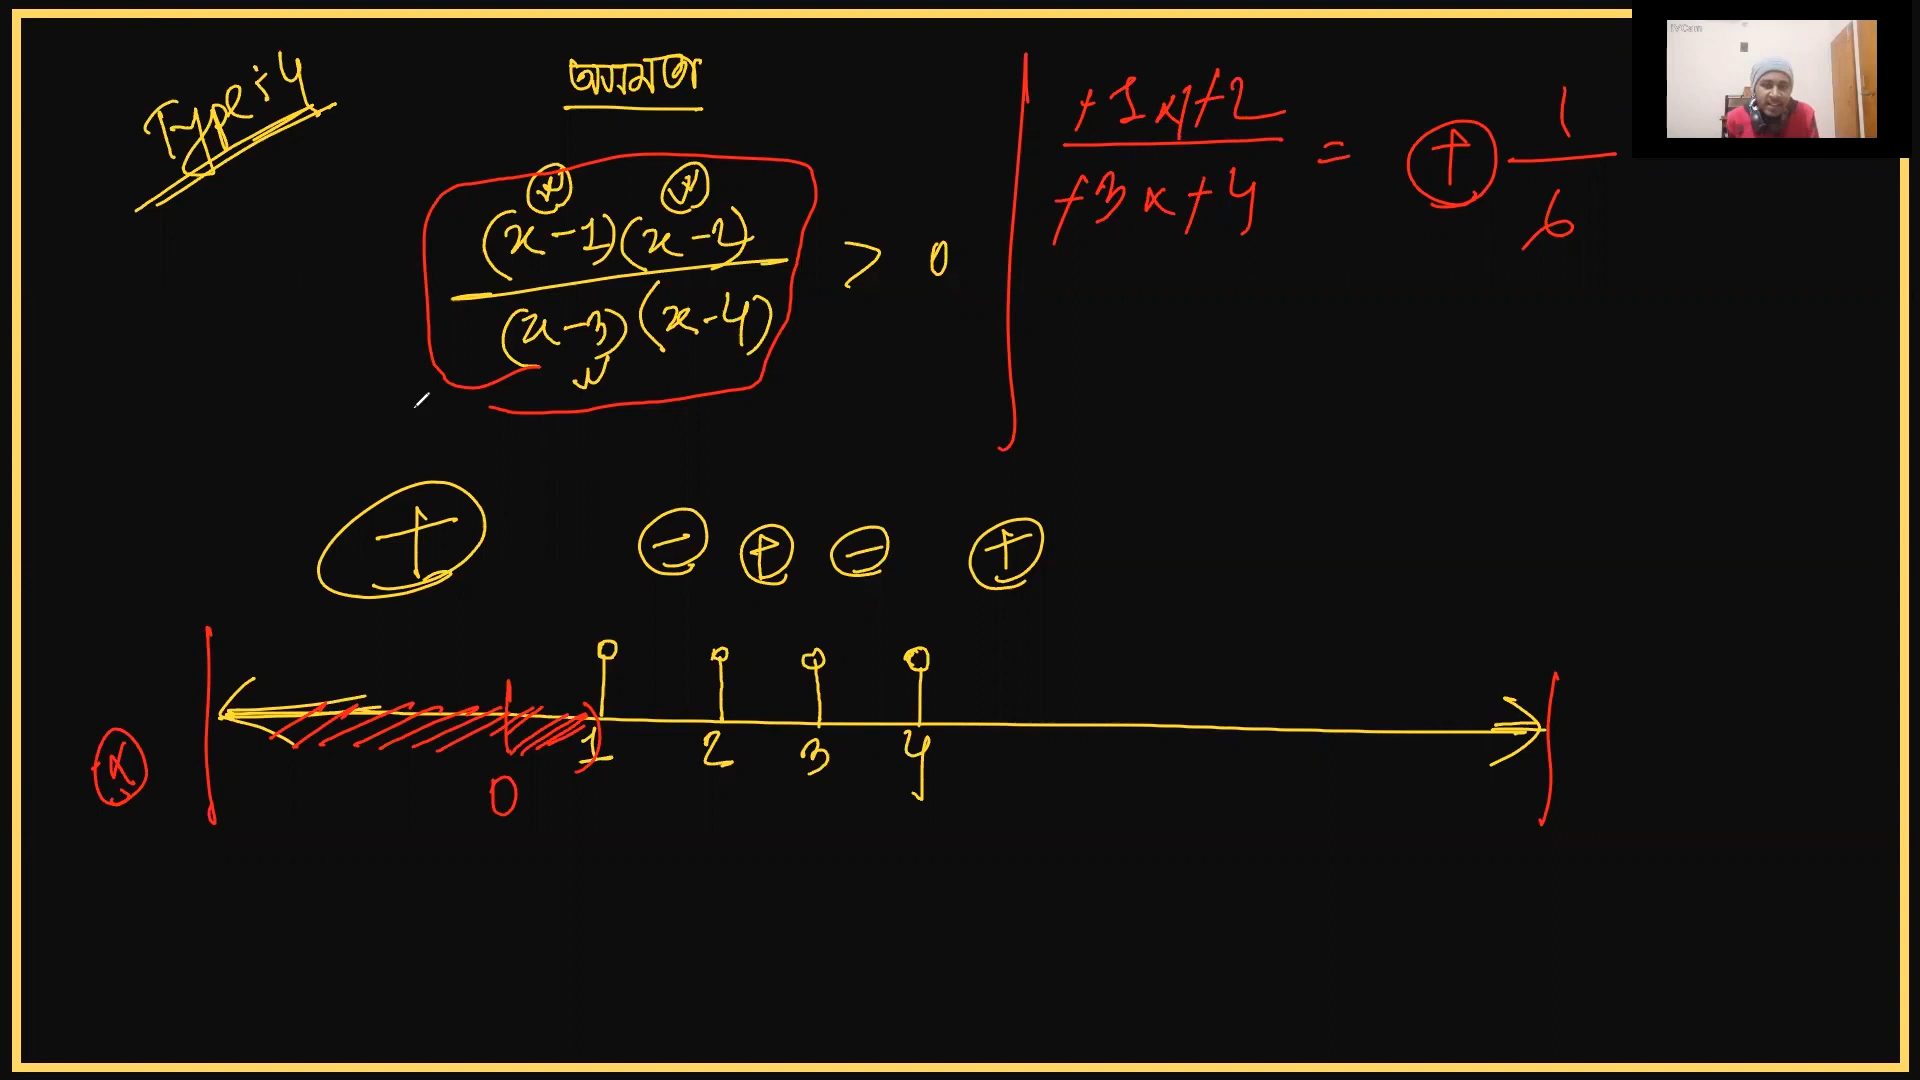 Type : 4
অসমতা
(x-1)(x-2)
(x-3)(x-4)
> 0
+1x+2
+3x+4
= + 1
6
+ - + - +
1 2 3 4
0
x